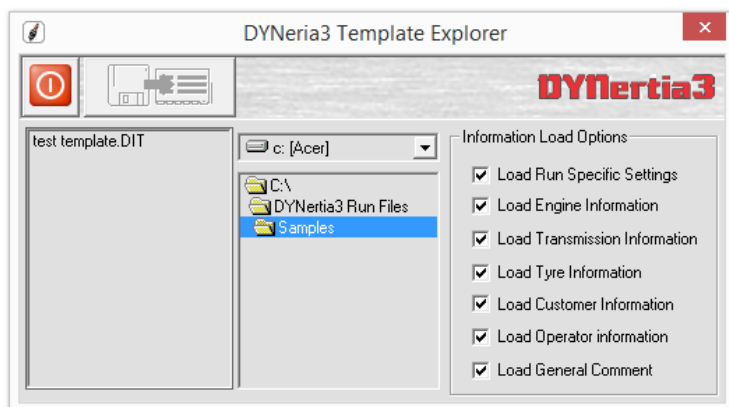 DYNeria3 Template Explorer
DYNertia3
test template.DIT
c: [Acer]
C:\
DYNertia3 Run Files
Samples
Information Load Options
Load Run Specific Settings
Load Engine Information
Load Transmission Information
Load Tyre Information
Load Customer Information
Load Operator information
Load General Comment